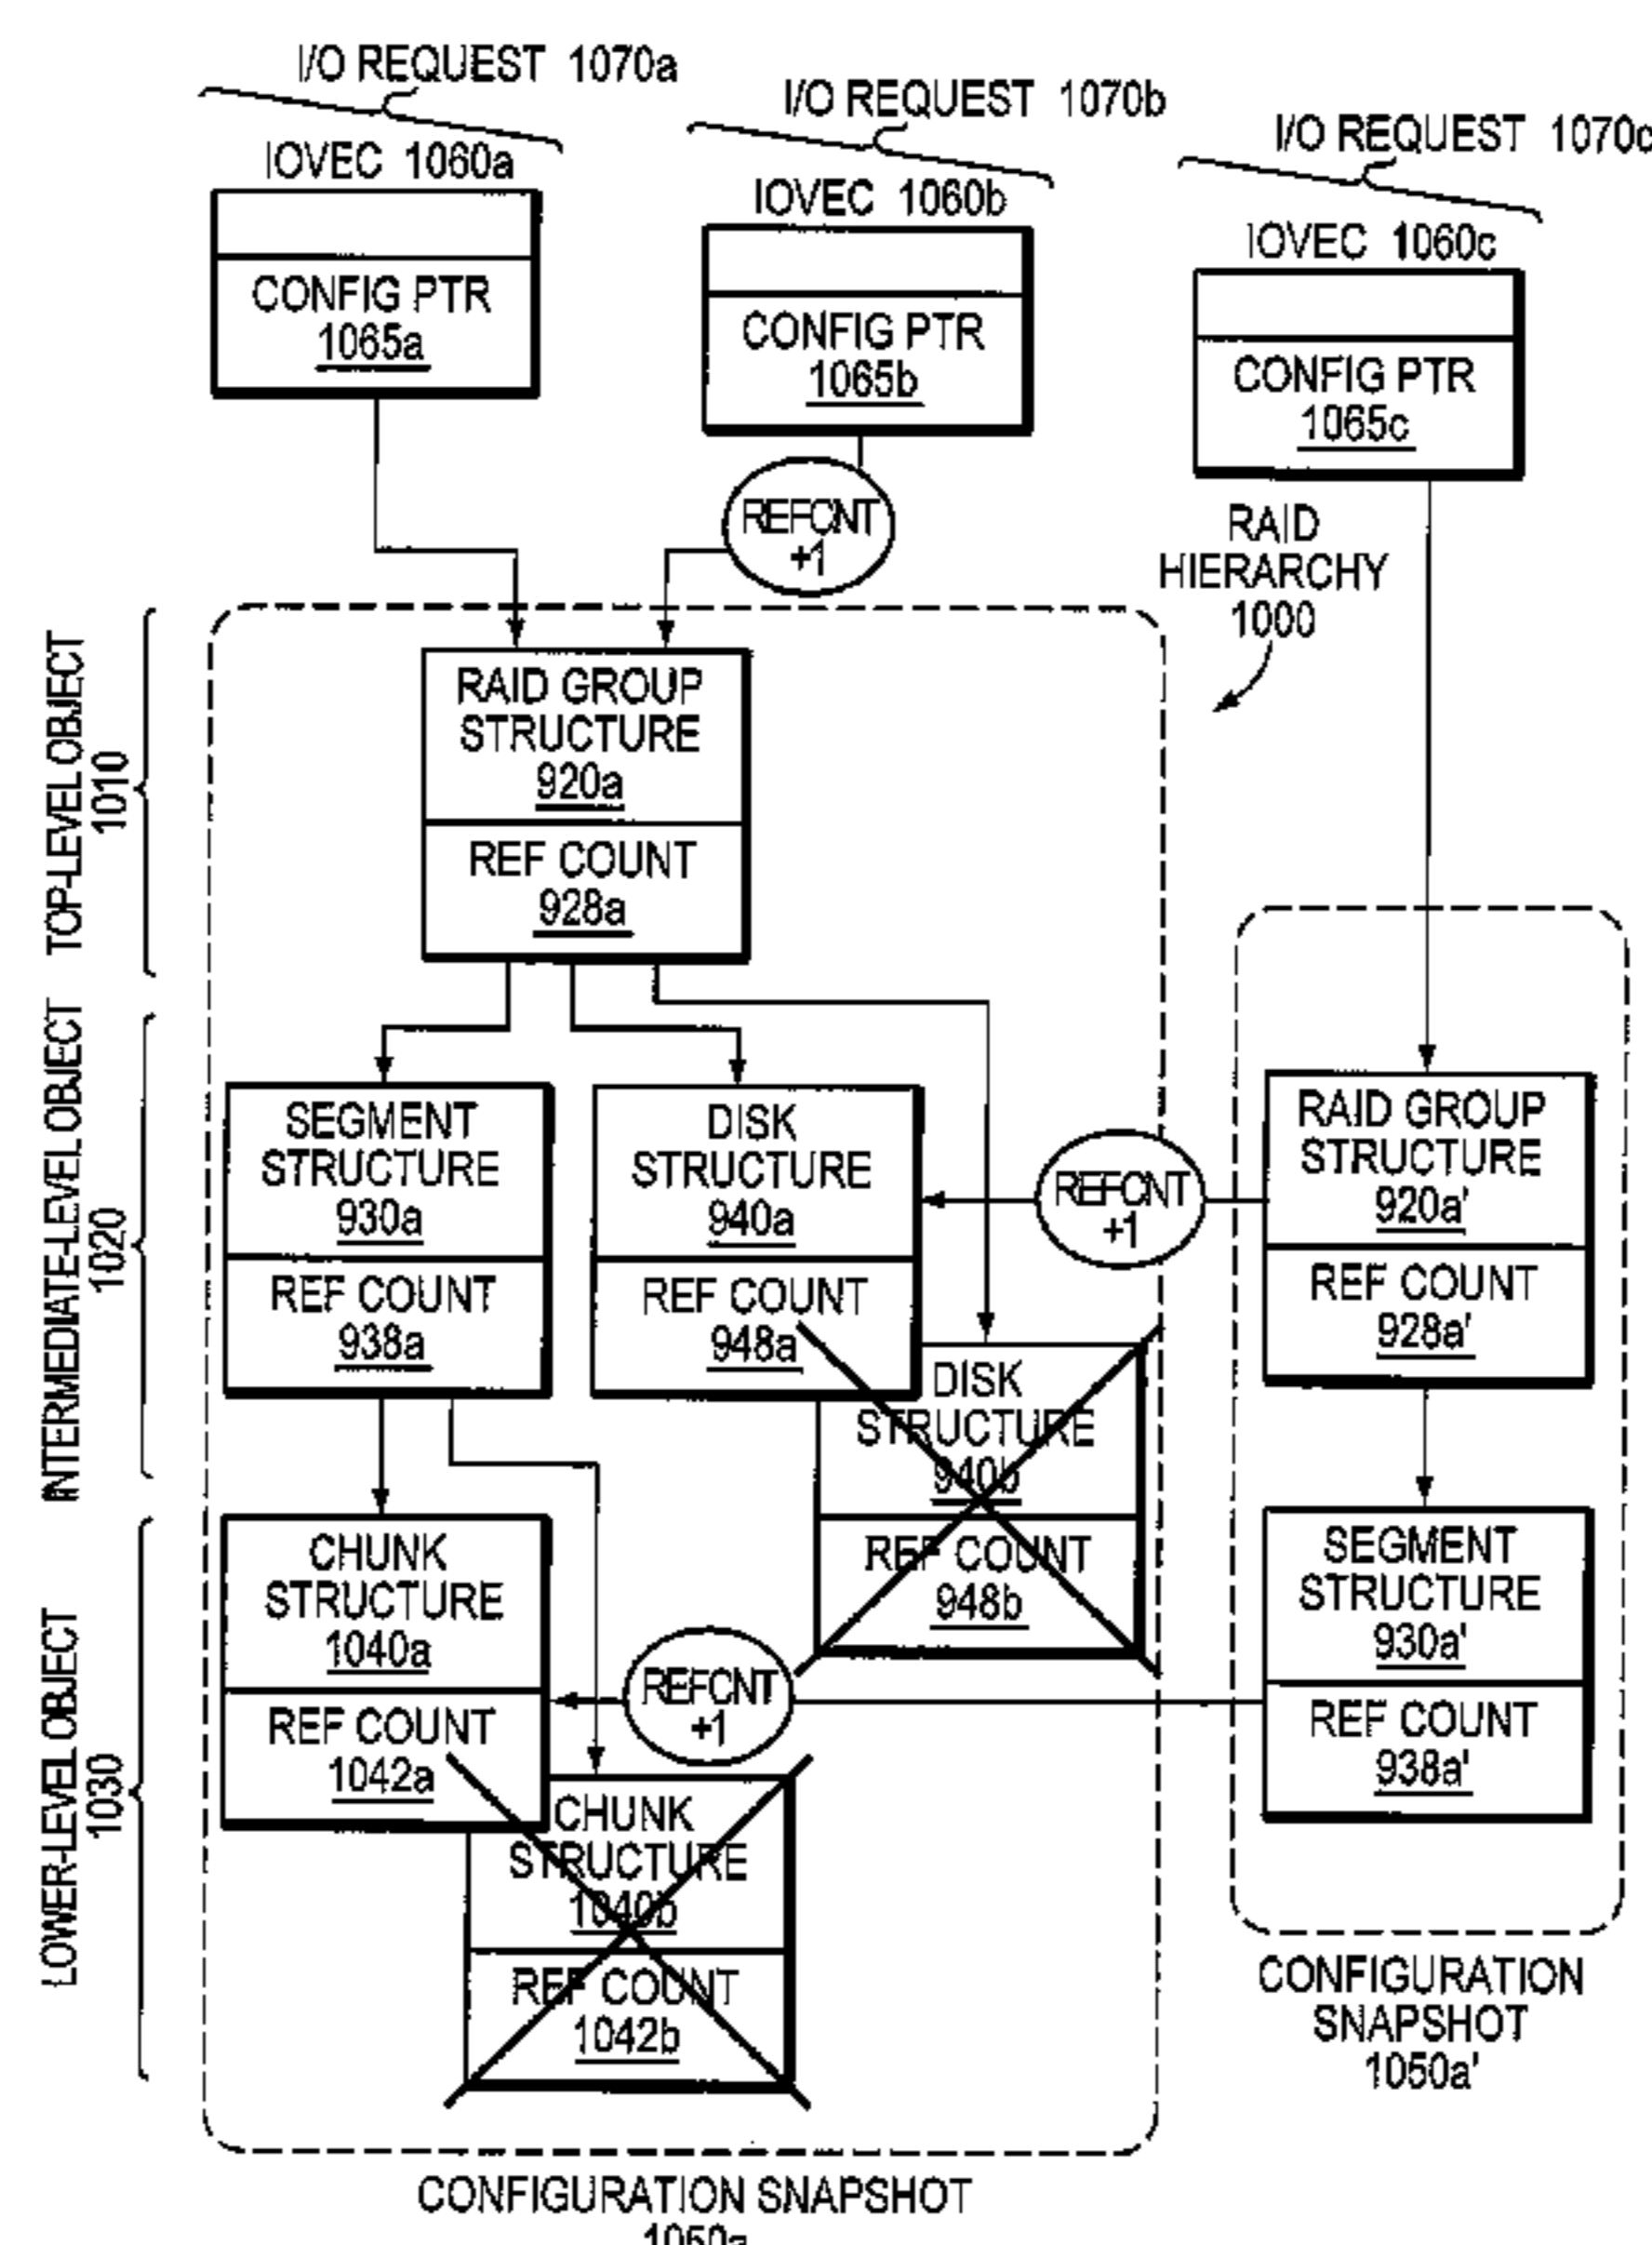 I/O REQUEST 1070a
I/O REQUEST 1070b
I/O REQUEST 1070c
IOVEC 1060a
IOVEC 1060b
IOVEC 1060c
CONFIG PTR
1065a
CONFIG PTR
1065b
CONFIG PTR
1065c
REFCNT
+1
RAID
HIERARCHY
1000
TOP-LEVEL OBJECT
1010
RAID GROUP
STRUCTURE
920a
REF COUNT
928a
INTERMEDIATE-LEVEL OBJECT
1020
SEGMENT
STRUCTURE
930a
REF COUNT
938a
DISK
STRUCTURE
940a
REF COUNT
948a
REFCNT
+1
RAID GROUP
STRUCTURE
920a'
REF COUNT
928a'
DISK
STRUCTURE
940b
REF COUNT
948b
LOWER-LEVEL OBJECT
1030
CHUNK
STRUCTURE
1040a
REF COUNT
1042a
REFCNT
+1
SEGMENT
STRUCTURE
930a'
REF COUNT
938a'
CHUNK
STRUCTURE
1040b
REF COUNT
1042b
CONFIGURATION
SNAPSHOT
1050a'
CONFIGURATION SNAPSHOT
1050a